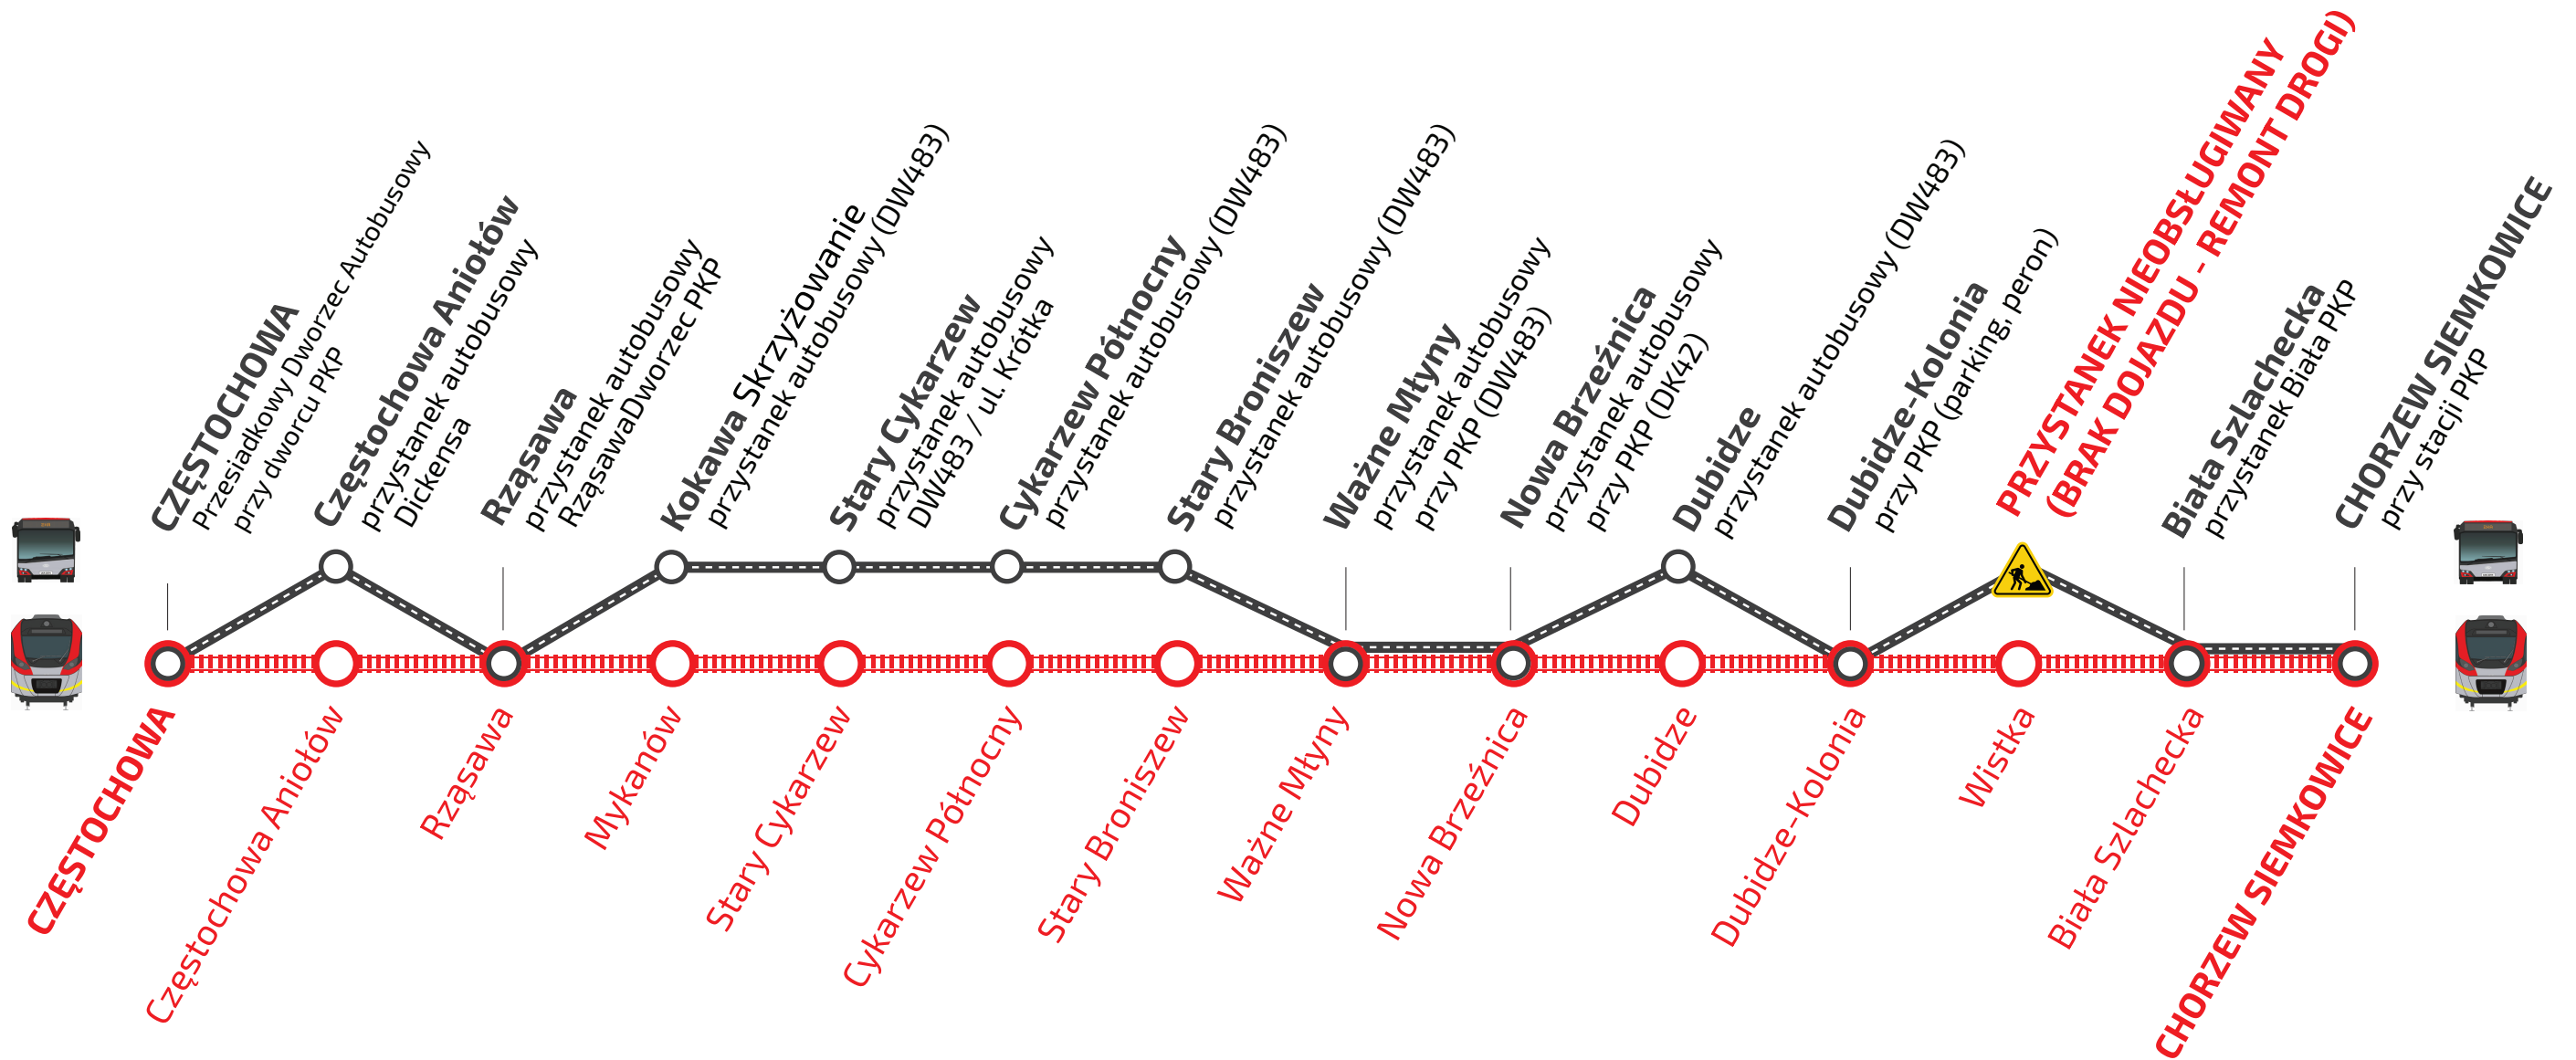 CZĘSTOCHOWA
Przesiadkowy Dworzec Autobusowy
przy dworcu PKP
Częstochowa Aniołów
przystanek autobusowy
Dickensa
Rząsawa
przystanek autobusowy
RząsawaDworzec PKP
Kokawa Skrzyżowanie
przystanek autobusowy (DW483)
Stary Cykarzew
przystanek autobusowy
DW483 / ul. Krótka
Cykarzew Północny
przystanek autobusowy (DW483)
Stary Broniszew
przystanek autobusowy (DW483)
Ważne Młyny
przystanek autobusowy
przy PKP (DW483)
Nowa Brzeźnica
przystanek autobusowy
przy PKP (DK42)
Dubidze
przystanek autobusowy (DW483)
Dubidze-Kolonia
przy PKP (parking, peron)
PRZYSTANEK NIEOBSŁUGIWANY
(BRAK DOJAZDU - REMONT DROGI)
Biała Szlachecka
przystanek Biała PKP
CHORZEW SIEMKOWICE
przy stacji PKP
CZĘSTOCHOWA
Częstochowa Aniołów
Rząsawa
Mykanów
Stary Cykarzew
Cykarzew Północny
Stary Broniszew
Ważne Młyny
Nowa Brzeźnica
Dubidze
Dubidze-Kolonia
Wistka
Biała Szlachecka
CHORZEW SIEMKOWICE